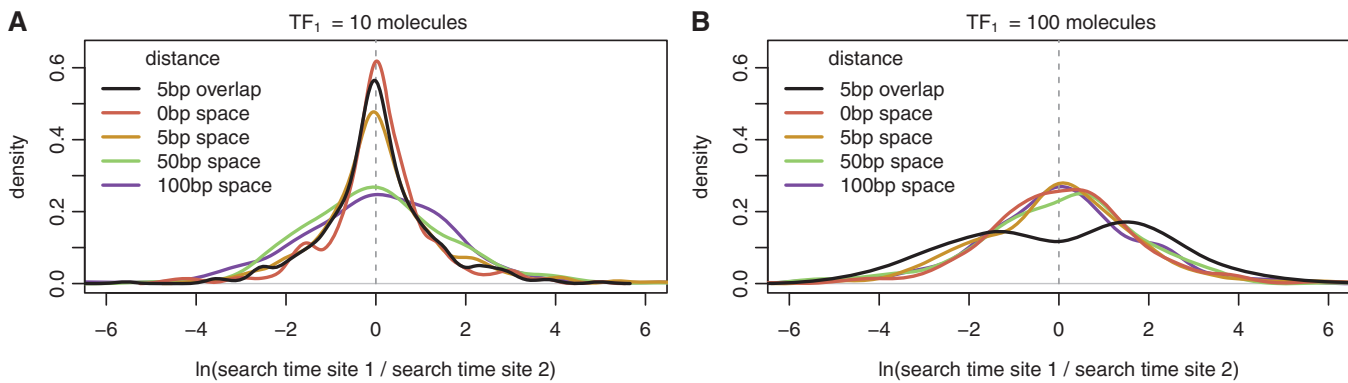 A
TF₁ = 10 molecules
distance
5bp overlap
0bp space
5bp space
50bp space
100bp space
density
0.0
0.2
0.4
0.6
−6
−4
−2
0
2
4
6
ln(search time site 1 / search time site 2)
B
TF₁ = 100 molecules
distance
5bp overlap
0bp space
5bp space
50bp space
100bp space
density
0.0
0.2
0.4
0.6
−6
−4
−2
0
2
4
6
ln(search time site 1 / search time site 2)